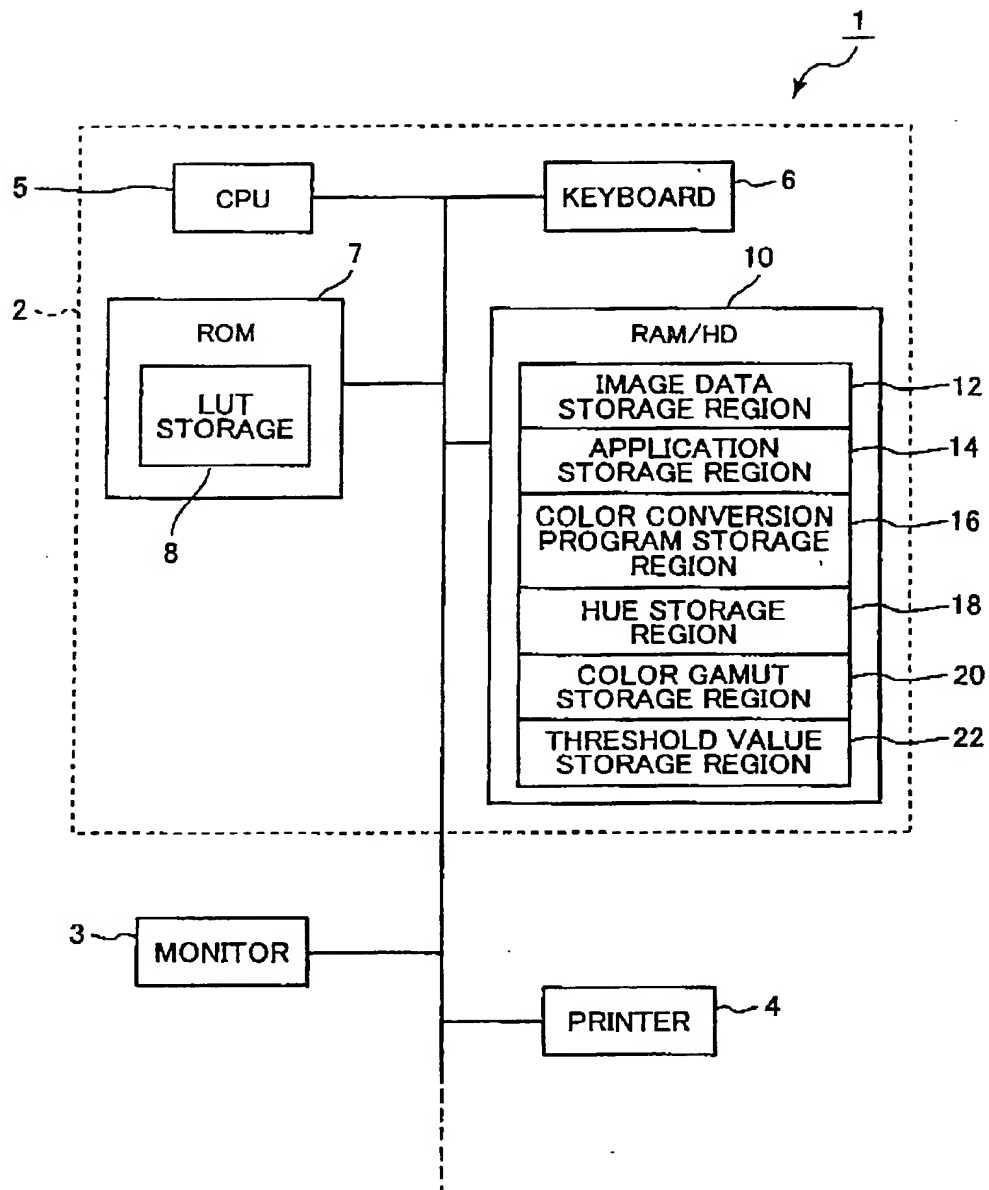 1
5
CPU
KEYBOARD
6
7
10
2
ROM
RAM/HD
LUT
STORAGE
8
IMAGE DATA
STORAGE REGION
12
APPLICATION
STORAGE REGION
14
COLOR CONVERSION
PROGRAM STORAGE
REGION
16
HUE STORAGE
REGION
18
COLOR GAMUT
STORAGE REGION
20
THRESHOLD VALUE
STORAGE REGION
22
3
MONITOR
PRINTER
4